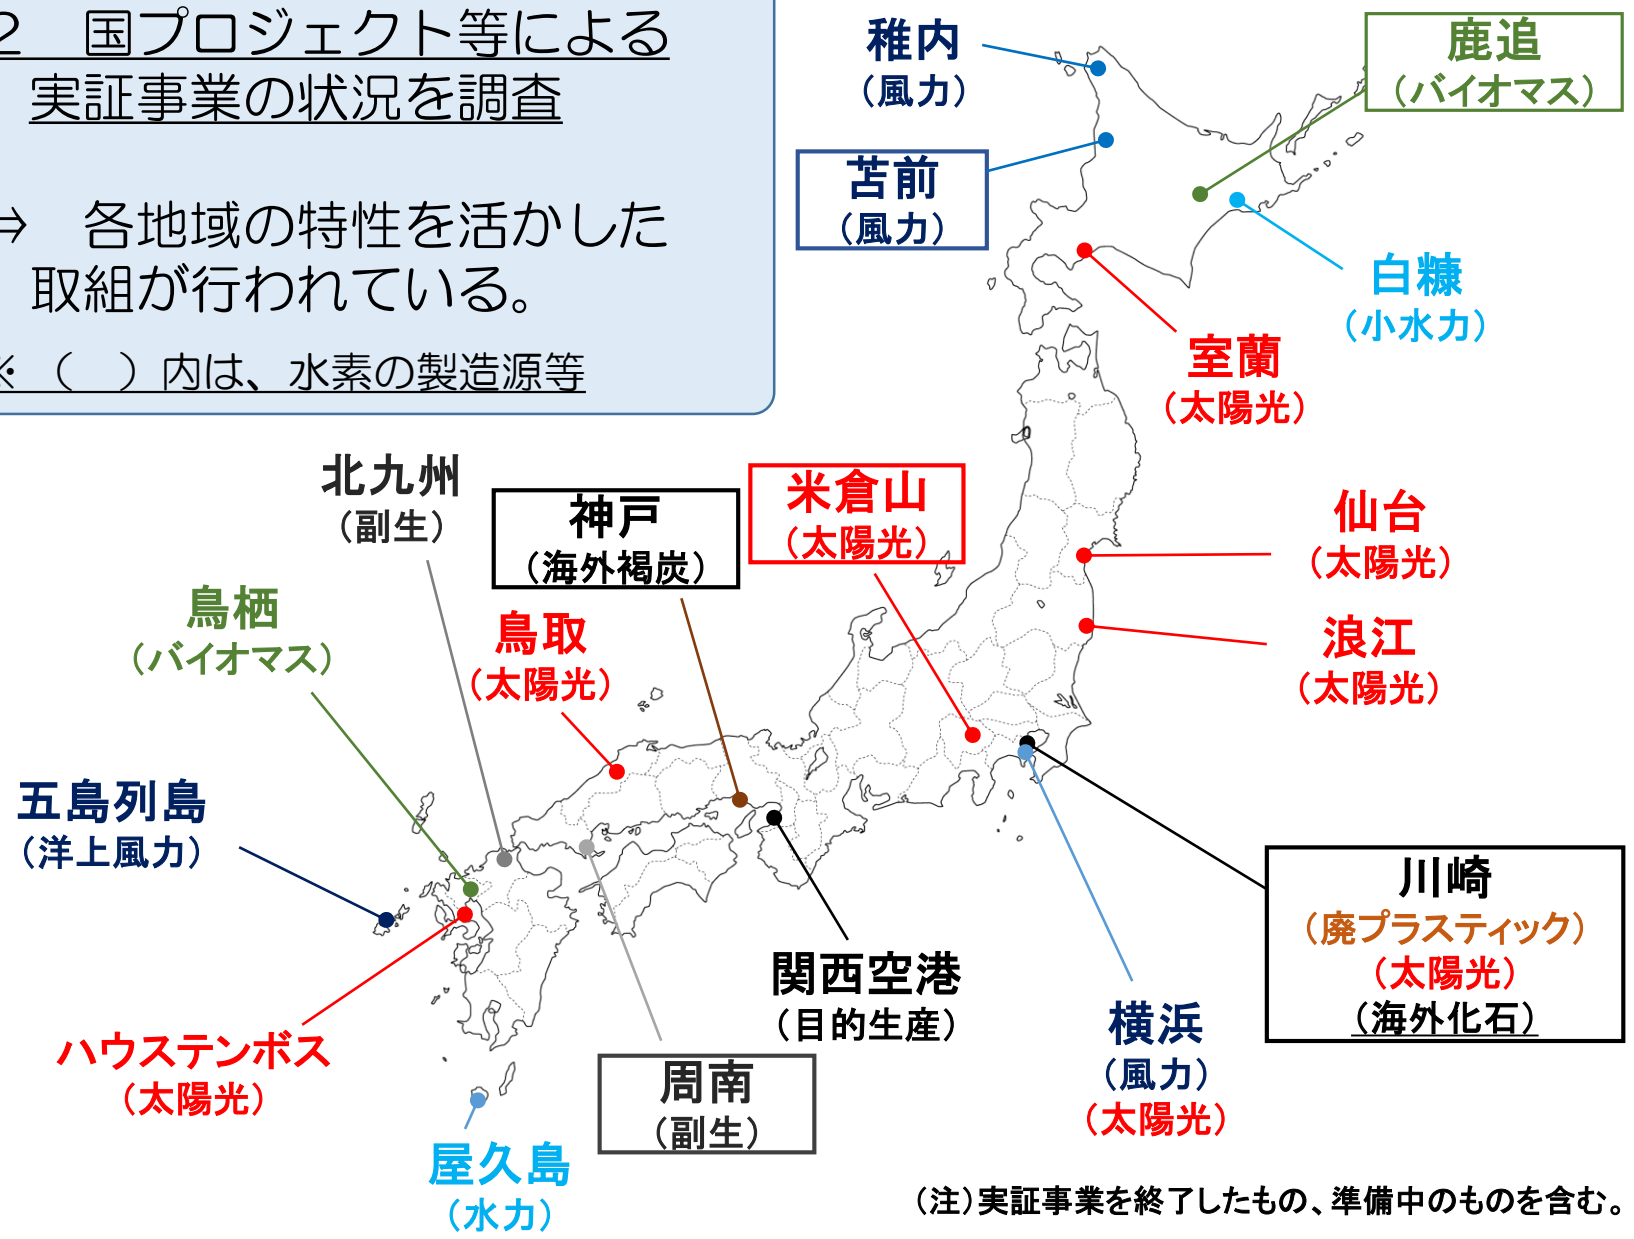 ２　国プロジェクト等による
実証事業の状況を調査
⇒　各地域の特性を活かした
取組が行われている。
※（　）内は、水素の製造源等
稚内
（風力）
鹿追
（バイオマス）
苫前
（風力）
白糠
（小水力）
室蘭
（太陽光）
北九州
（副生）
神戸
（海外褐炭）
米倉山
（太陽光）
仙台
（太陽光）
鳥栖
（バイオマス）
鳥取
（太陽光）
浪江
（太陽光）
五島列島
（洋上風力）
川崎
（廃プラスティック）
（太陽光）
（海外化石）
関西空港
（目的生産）
横浜
（風力）
（太陽光）
ハウステンボス
（太陽光）
周南
（副生）
屋久島
（水力）
（注）実証事業を終了したもの、準備中のものを含む。